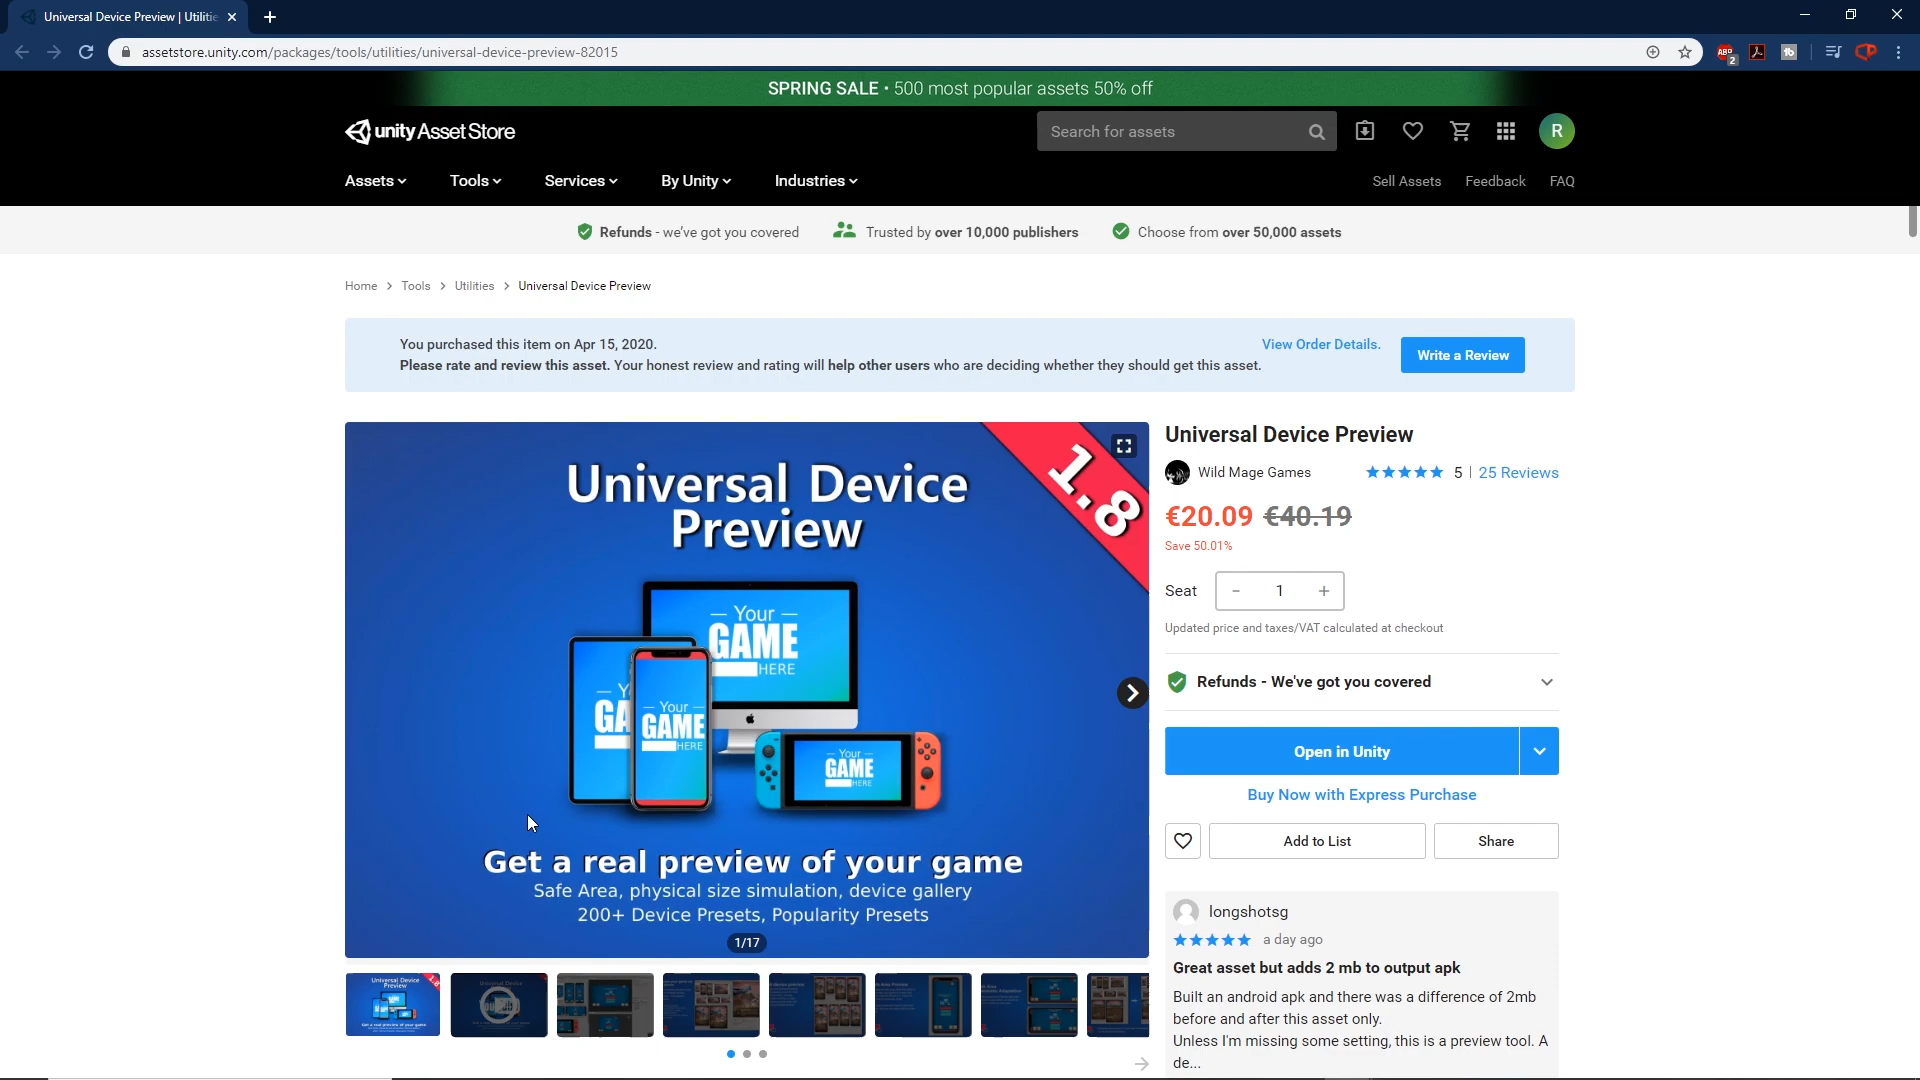 Universal Device Preview | Utilitie
assetstore.unity.com/packages/tools/utilities/universal-device-preview-82015
ABP
2
SPRING SALE • 500 most popular assets 50% off
unity Asset Store
Search for assets
R
Assets
Tools
Services
By Unity
Industries
Sell Assets
Feedback
FAQ
Refunds - we've got you covered
Trusted by over 10,000 publishers
Choose from over 50,000 assets
Home > Tools > Utilities > Universal Device Preview
You purchased this item on Apr 15, 2020.
View Order Details.
Please rate and review this asset. Your honest review and rating will help other users who are deciding whether they should get this asset.
Write a Review
Universal Device
Preview
1.8
Your
GAME
HERE
Y
GA
Your
GAME
HERE
Your
GAME
HERE
Get a real preview of your game
Safe Area, physical size simulation, device gallery
200+ Device Presets, Popularity Presets
1/17
Universal Device Preview
Wild Mage Games
5 | 25 Reviews
€20.09 €40.19
Save 50.01%
Seat
- 1 +
Updated price and taxes/VAT calculated at checkout
Refunds - We've got you covered
Open in Unity
Buy Now with Express Purchase
Add to List
Share
longshotsg
a day ago
Great asset but adds 2 mb to output apk
Built an android apk and there was a difference of 2mb
before and after this asset only.
Unless I'm missing some setting, this is a preview tool. A
de...